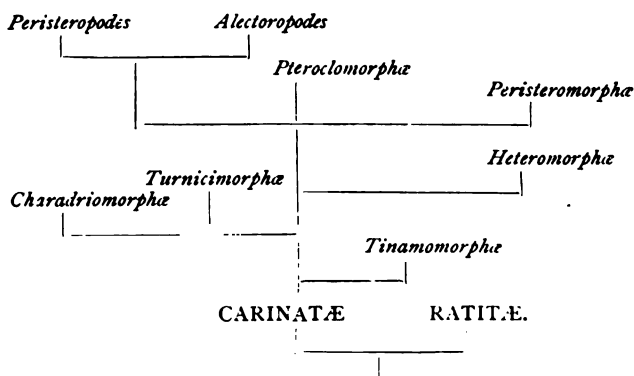 Peristeropodes Alectoropodes
Pteroclomorphæ
Peristeromorphæ
Heteromorphæ
Turnicimorphæ
Charadriomorphæ
Tinamomorphæ
CARINATÆ RATITÆ.